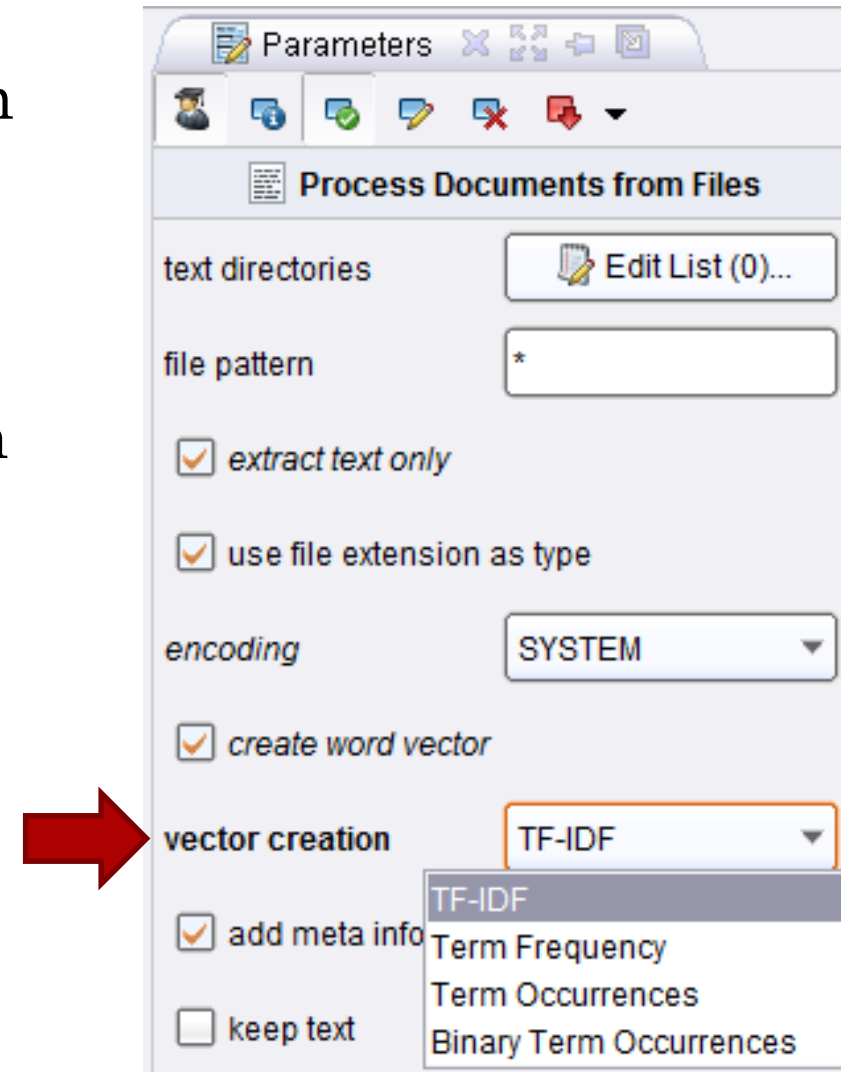 Parameters
n
Process Documents from Files
text directories
Edit List (0)...
file pattern
*
n
extract text only
use file extension as type
encoding
SYSTEM
create word vector
vector creation
TF-IDF
TF-IDF
add meta info
Term Frequency
Term Occurrences
keep text
Binary Term Occurrences